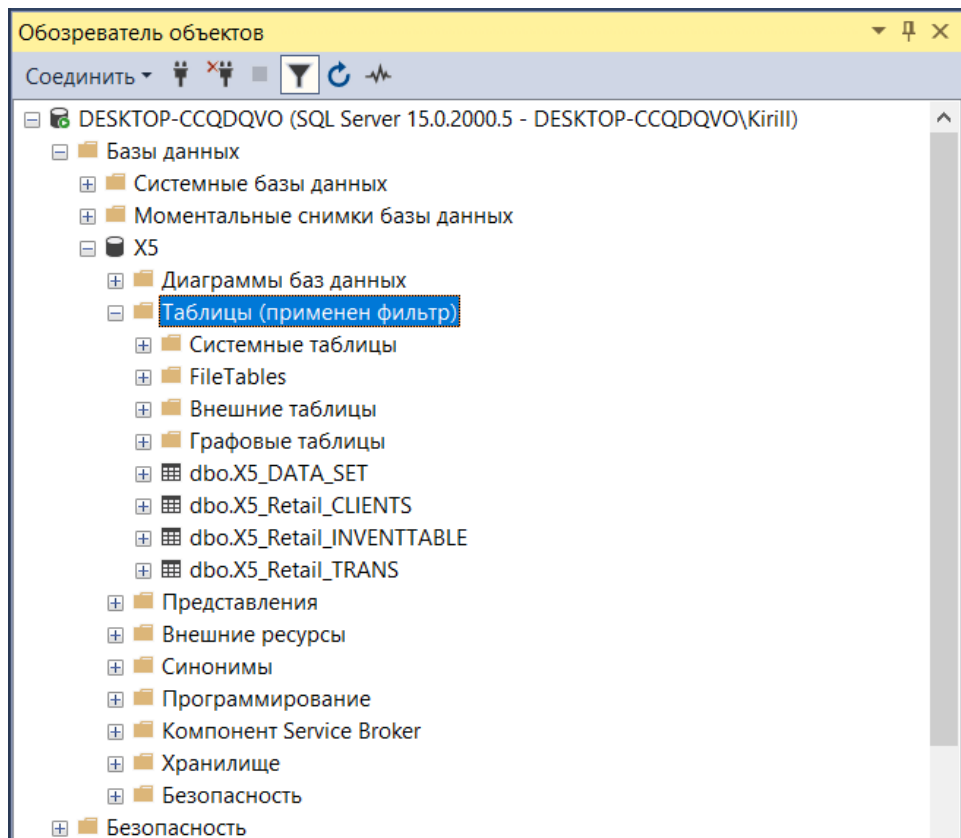 Обозреватель объектов
Соединить
DESKTOP-CCQDQVO (SQL Server 15.0.2000.5 - DESKTOP-CCQDQVO\Kirill)
Базы данных
Системные базы данных
Моментальные снимки базы данных
X5
Диаграммы баз данных
Таблицы (применен фильтр)
Системные таблицы
FileTables
Внешние таблицы
Графовые таблицы
dbo.X5_DATA_SET
dbo.X5_Retail_CLIENTS
dbo.X5_Retail_INVENTTABLE
dbo.X5_Retail_TRANS
Представления
Внешние ресурсы
Синонимы
Программирование
Компонент Service Broker
Хранилище
Безопасность
Безопасность